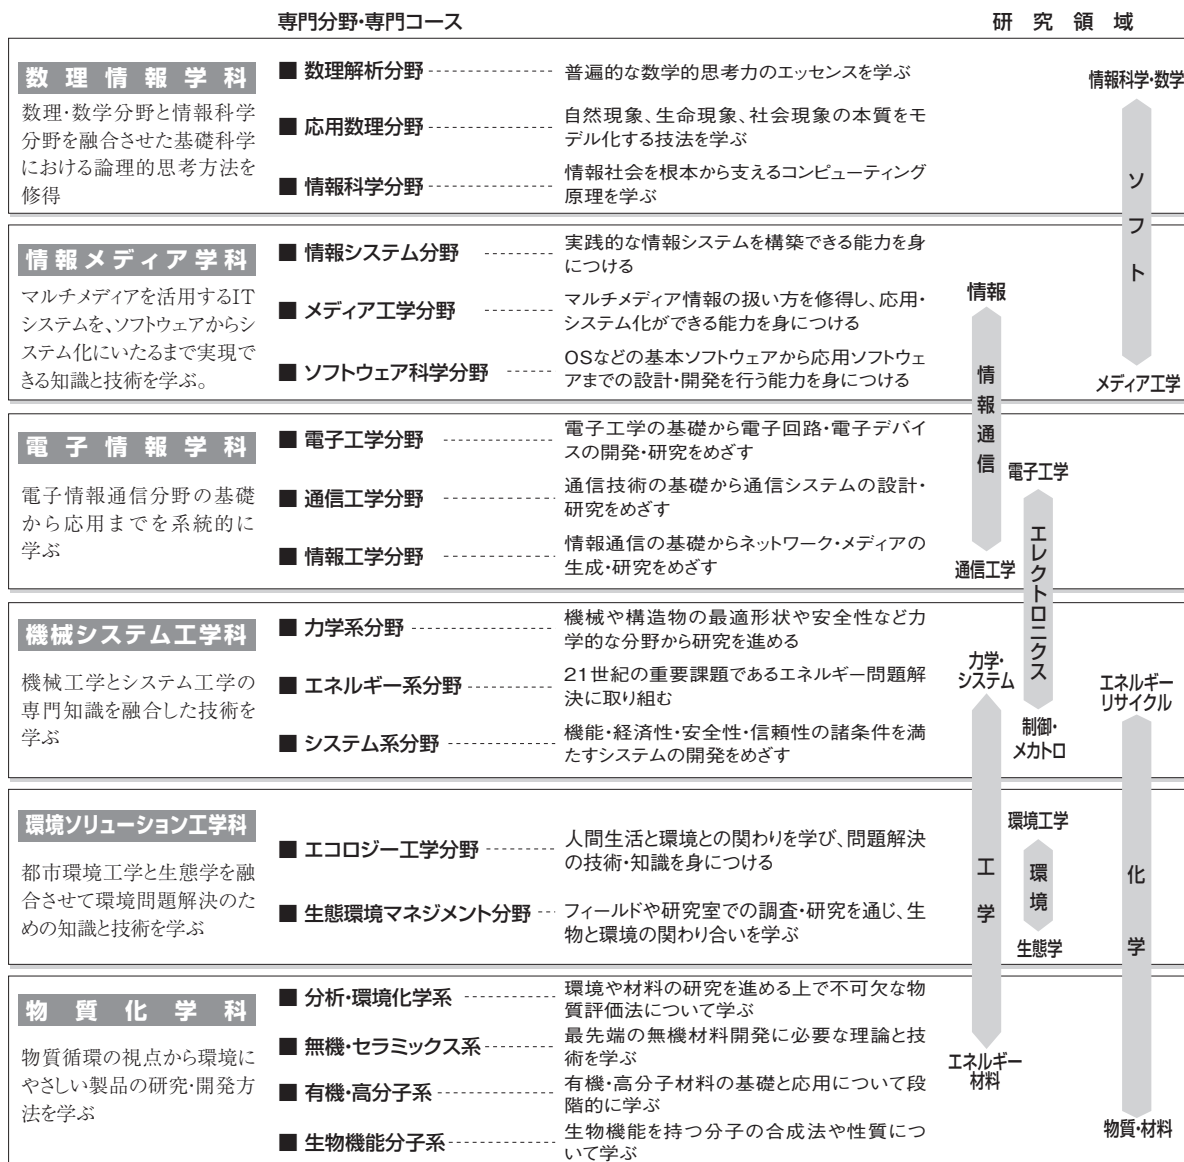 専門分野・専門コース
研究領域
数理情報学科
数理・数学分野と情報科学
分野を融合させた基礎科学
における論理的思考方法を
修得
■ 数理解析分野
普遍的な数学的思考力のエッセンスを学ぶ
■ 応用数理分野
自然現象、生命現象、社会現象の本質をモ
デル化する技法を学ぶ
■ 情報科学分野
情報社会を根本から支えるコンピューティング
原理を学ぶ
情報メディア学科
マルチメディアを活用するIT
システムを、ソフトウェアからシ
ステム化にいたるまで実現で
きる知識と技術を学ぶ。
■ 情報システム分野
実践的な情報システムを構築できる能力を身
につける
■ メディア工学分野
マルチメディア情報の扱い方を修得し、応用・
システム化ができる能力を身につける
■ ソフトウェア科学分野
OSなどの基本ソフトウェアから応用ソフトウェ
アまでの設計・開発を行う能力を身につける
電子情報学科
電子情報通信分野の基礎
から応用までを系統的に
学ぶ
■ 電子工学分野
電子工学の基礎から電子回路・電子デバイ
スの開発・研究をめざす
■ 通信工学分野
通信技術の基礎から通信システムの設計・
研究をめざす
■ 情報工学分野
情報通信の基礎からネットワーク・メディアの
生成・研究をめざす
機械システム工学科
機械工学とシステム工学の
専門知識を融合した技術を
学ぶ
■ 力学系分野
機械や構造物の最適形状や安全性など力
学的な分野から研究を進める
■ エネルギー系分野
21世紀の重要課題であるエネルギー問題解
決に取り組む
■ システム系分野
機能・経済性・安全性・信頼性の諸条件を満
たすシステムの開発をめざす
環境ソリューション工学科
都市環境工学と生態学を融
合させて環境問題解決のた
めの知識と技術を学ぶ
■ エコロジー工学分野
人間生活と環境との関わりを学び、問題解決
の技術・知識を身につける
■ 生態環境マネジメント分野
フィールドや研究室での調査・研究を通じ、生
物と環境の関わり合いを学ぶ
物質化学科
物質循環の視点から環境に
やさしい製品の研究・開発方
法を学ぶ
■ 分析・環境化学系
環境や材料の研究を進める上で不可欠な物
質評価法について学ぶ
■ 無機・セラミックス系
最先端の無機材料開発に必要な理論と技
術を学ぶ
■ 有機・高分子系
有機・高分子材料の基礎と応用について段
階的に学ぶ
■ 生物機能分子系
生物機能を持つ分子の合成法や性質につ
いて学ぶ
情報科学・数学
ソフト
メディア工学
情報
情報通信
通信工学
電子工学
エレクトロニクス
制御・
メカトロ
力学・
システム
工学
エネルギー
材料
環境工学
環境
生態学
エネルギー
リサイクル
化学
物質・材料